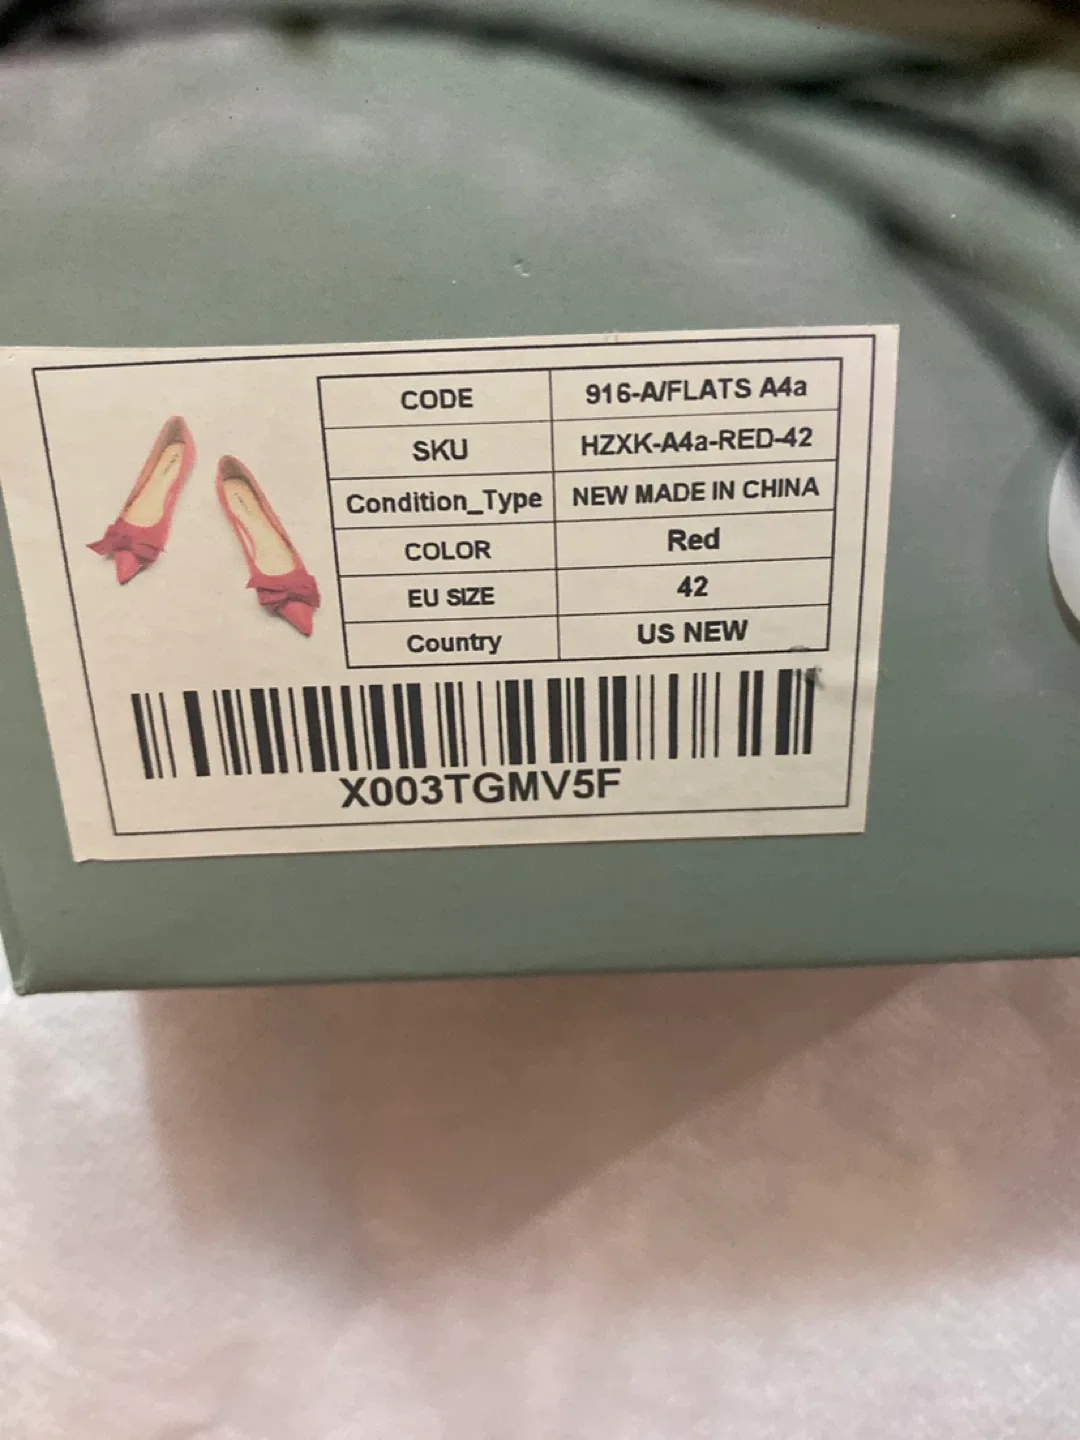 CODE 916-A/FLATS A4a
SKU HZXK-A4a-RED-42
Condition_Type NEW MADE IN CHINA
COLOR Red
EU SIZE 42
Country US NEW
X003TGMV5F